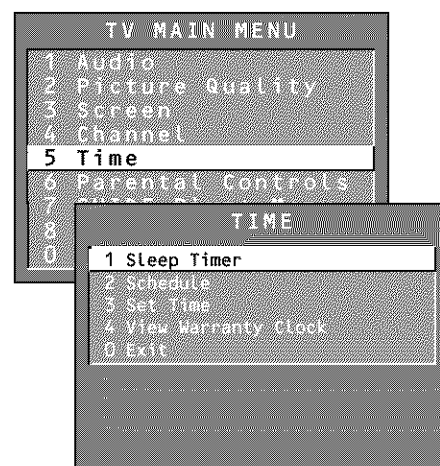 TV MAIN MENU
1 Audio
2 Picture Quality
3 Screen
4 Channel
5 Time
6 Parental Controls
7
8
0
TIME
1 Sleep Timer
2 Schedule
3 Set Time
4 View Warranty Clock
0 Exit